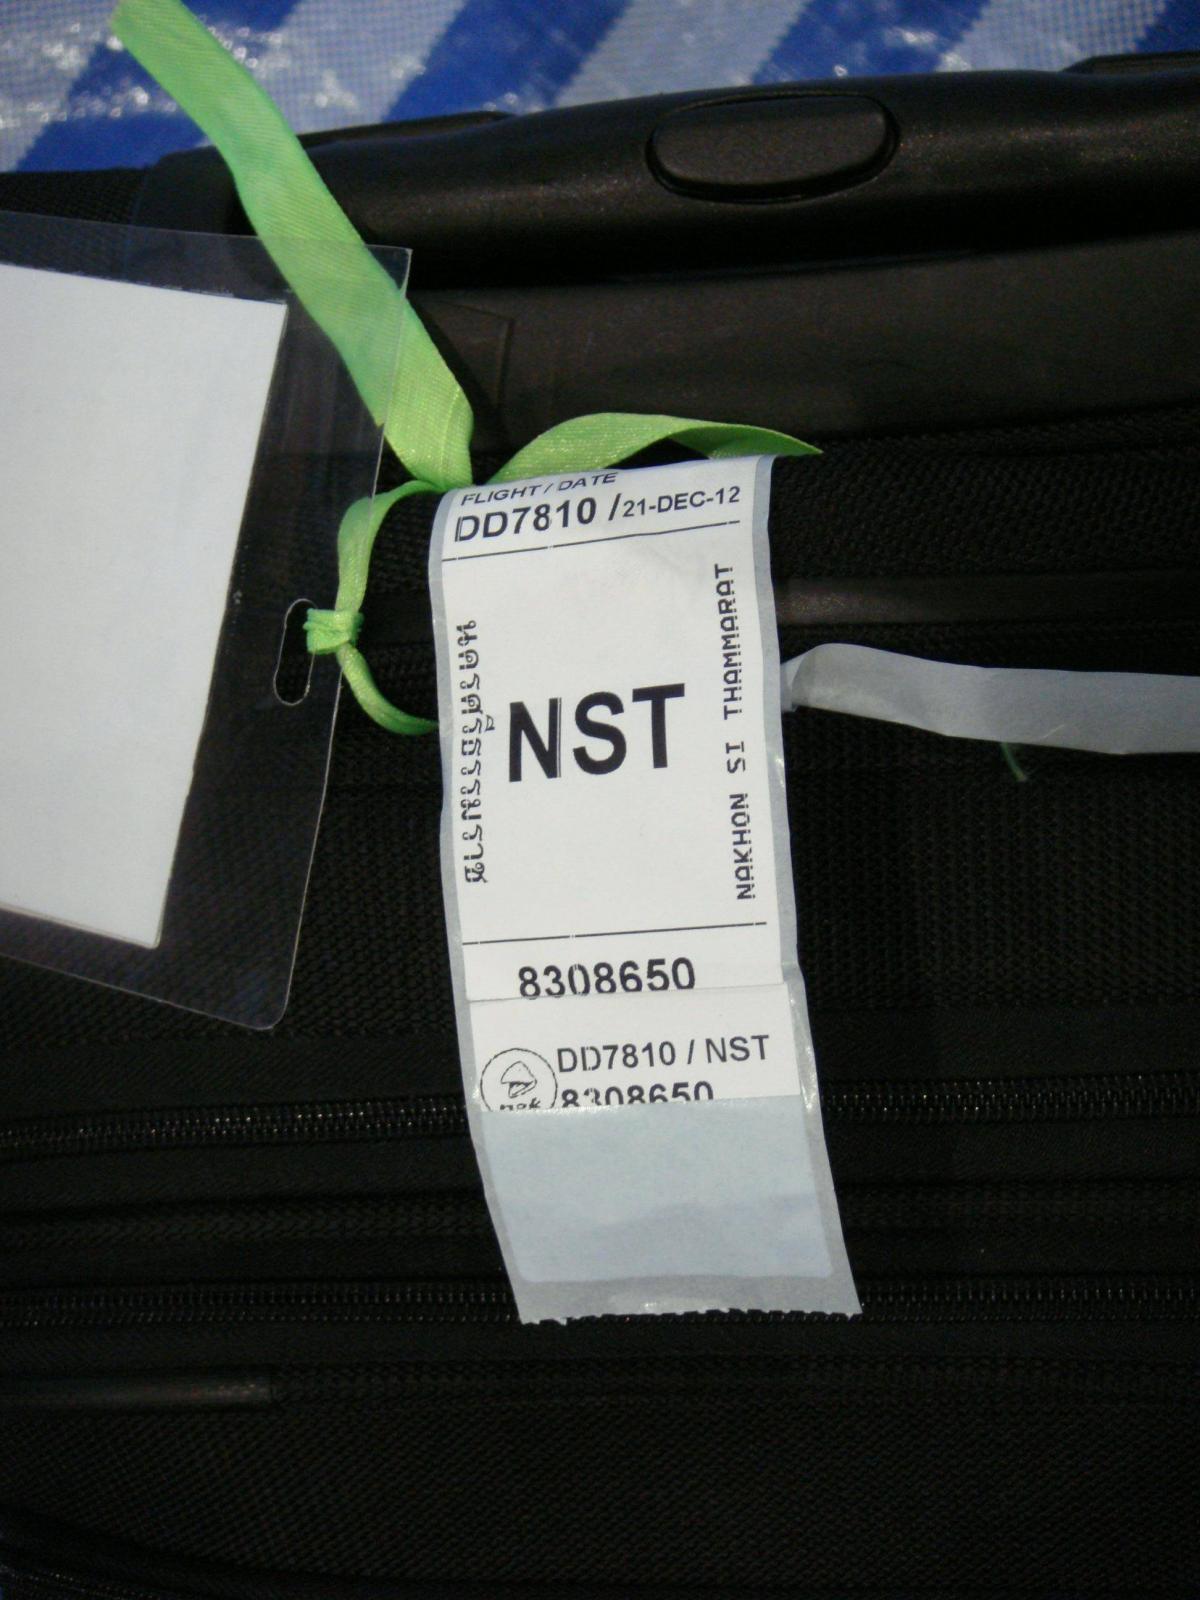 FLIGHT / DATE
DD7810 / 21-DEC-12
นครศรีธรรมราช
NST
NAKHON SI THAMMARAT
8308650
DD7810 / NST
nok
8308650